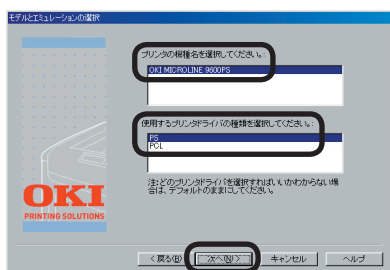 モデルとエミュレーションの選択
プリンタの機種名を選択してください。:
OKI MICROLINE 9600PS
使用するプリンタドライバの種類を選択してください。:
PS
PCL
注:どのプリンタドライバを選択すればいいかわからない場
合は、デフォルトのままにしてください。
OKI
PRINTING SOLUTIONS
< 戻る(B)
次へ(N) >
キャンセル
ヘルプ